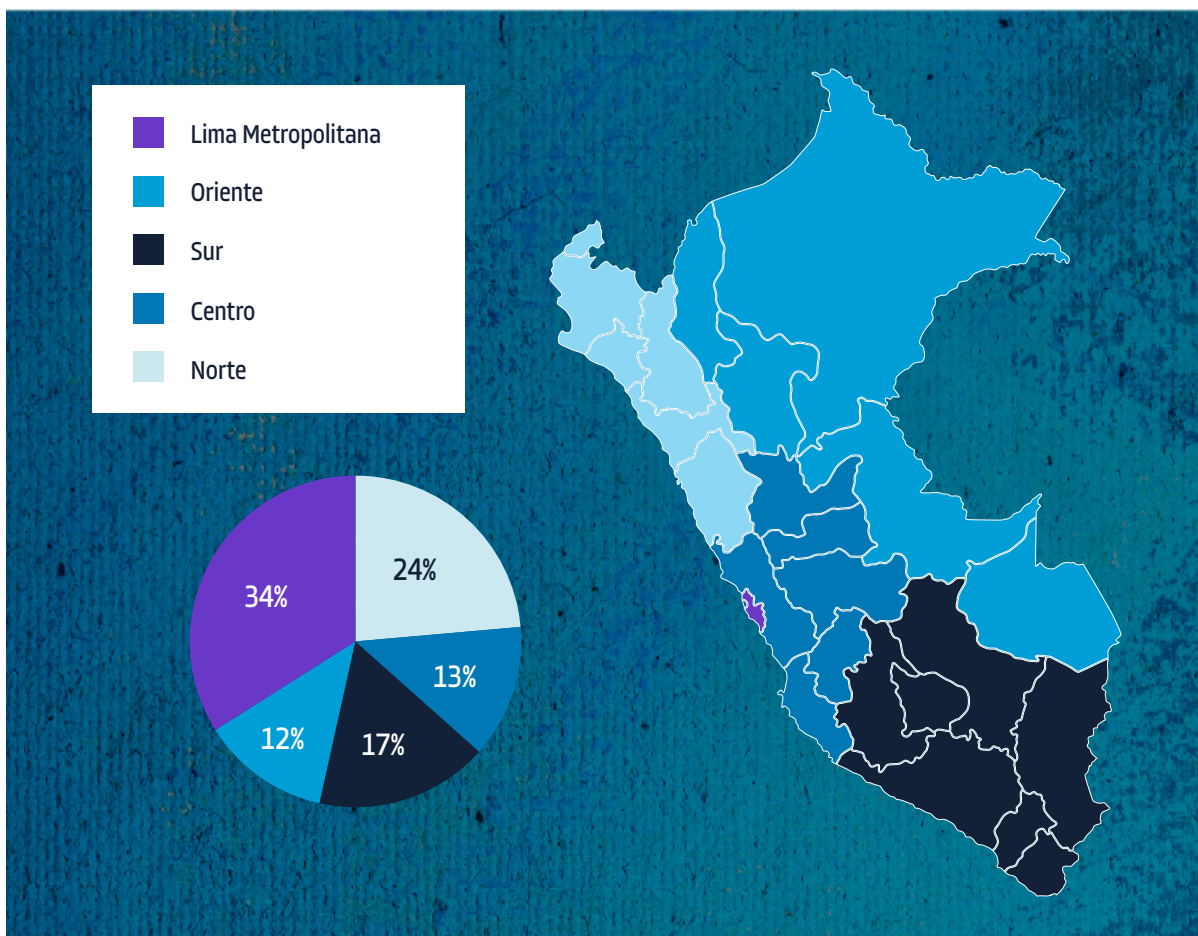 Lima Metropolitana
Oriente
Sur
Centro
Norte
24%
34%
13%
12%
17%